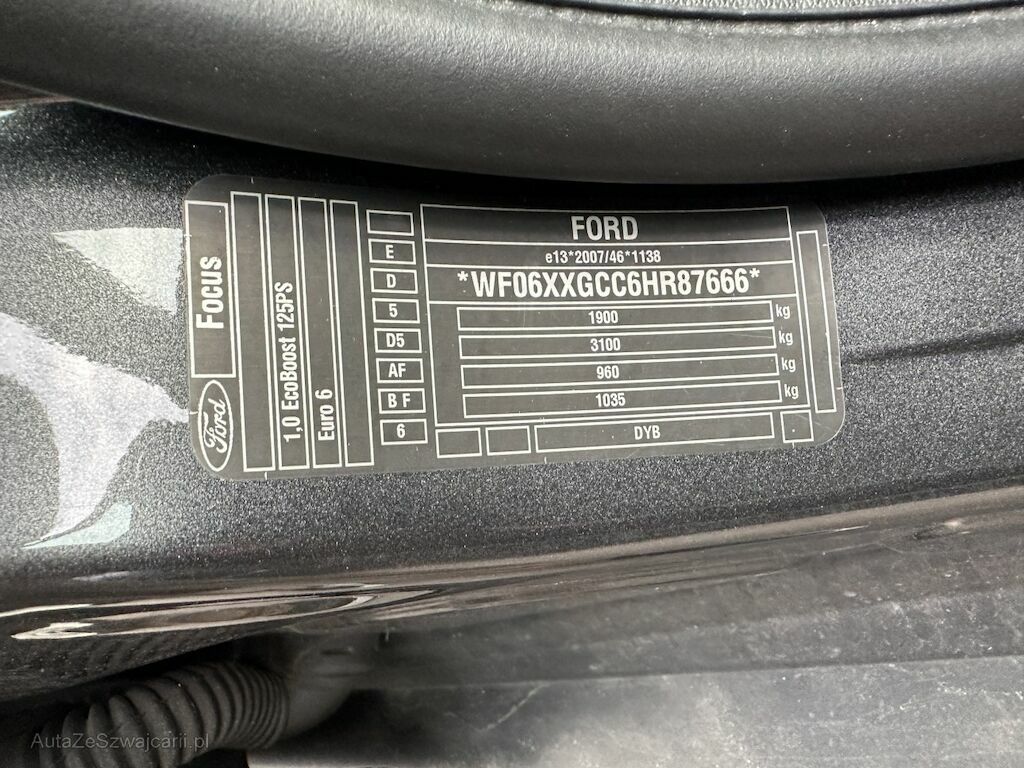 FORD
e13*2007/46*1138
*WF06XXGCC6HR87666*
1900 kg
3100 kg
960 kg
1035 kg
DYB
E
D
5
D5
AF
B F
6
Focus
Ford
1,0 EcoBoost 125PS
Euro 6
AutaZeSzwajcarii.pl